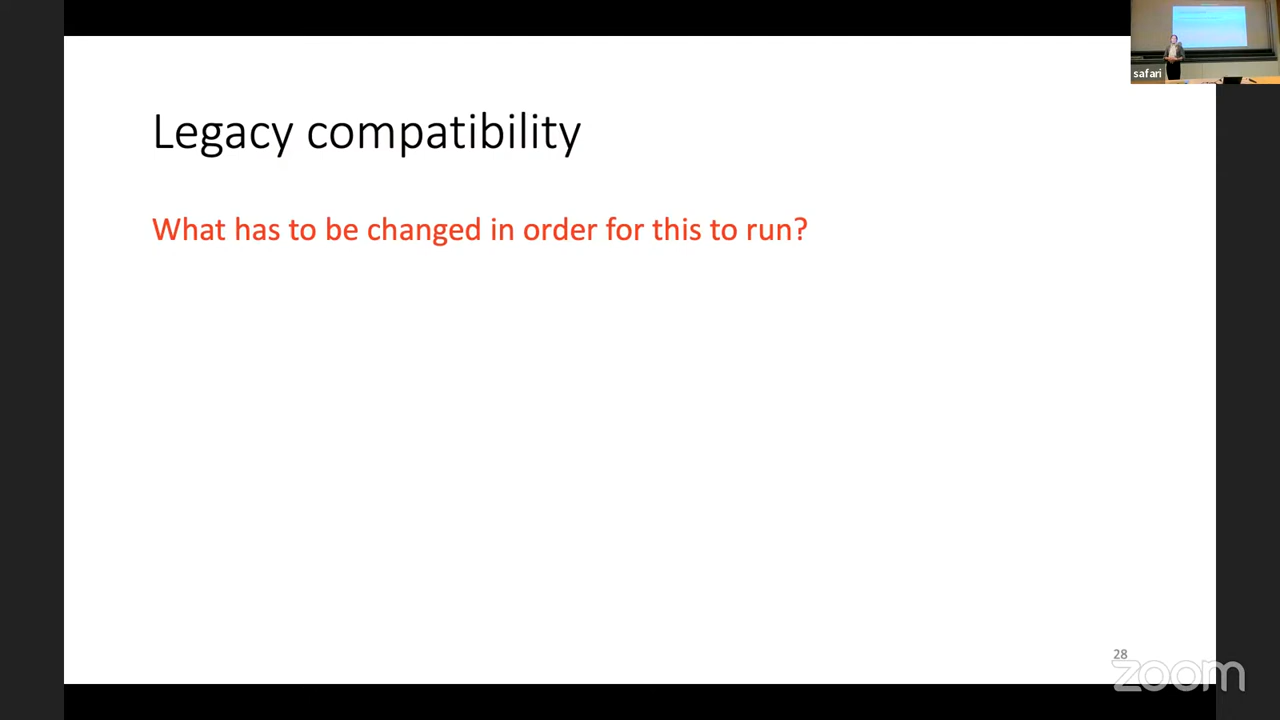 safari
Legacy compatibility
What has to be changed in order for this to run?
28
zoom